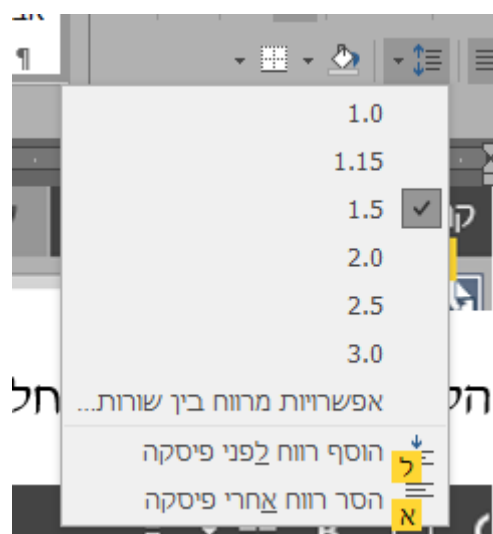 ¶
1.0
1.15
1.5
2.0
2.5
3.0
אפשרויות מרווח בין שורות...
הוסף רווח לפני פיסקה
ל
הסר רווח אחרי פיסקה
א